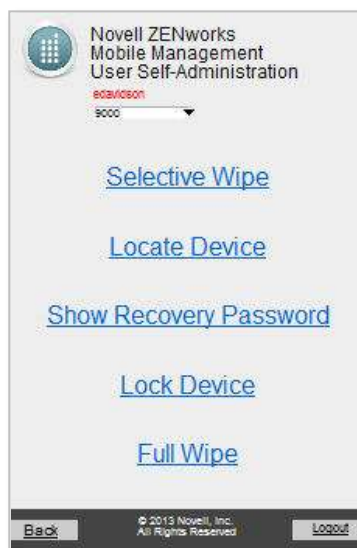 Novell ZENworks
Mobile Management
User Self-Administration
edavidson
9000
Selective Wipe
Locate Device
Show Recovery Password
Lock Device
Full Wipe
Back
© 2013 Novell, Inc.
All Rights Reserved
Logout